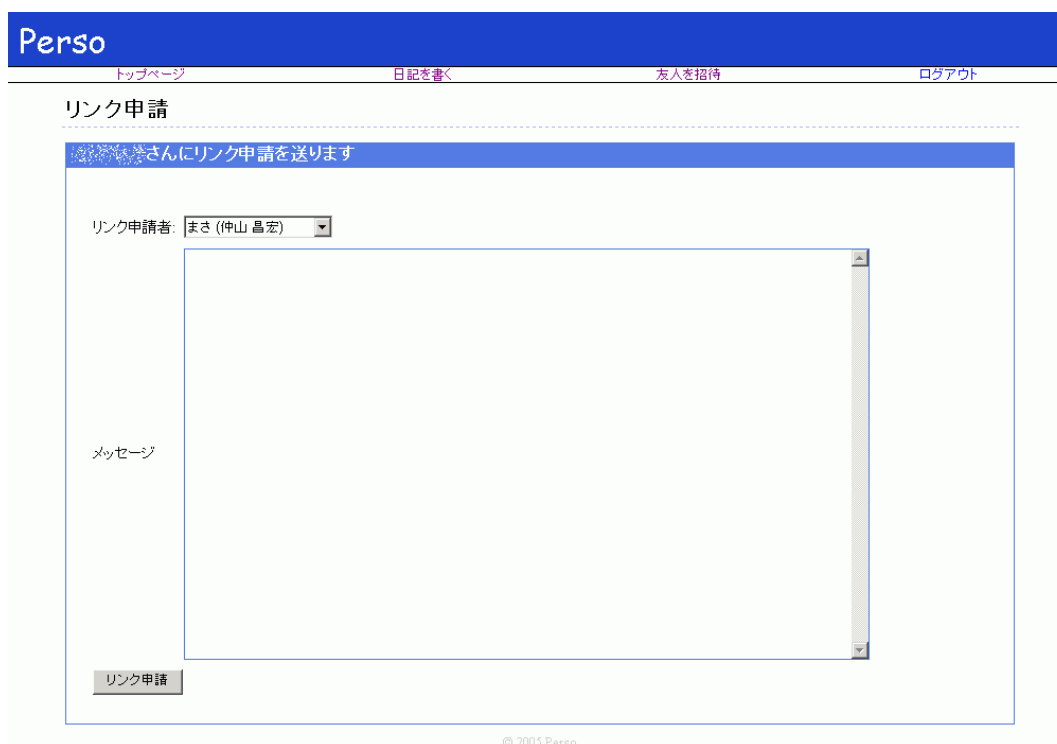 Perso
トップページ 日記を書く 友人を招待 ログアウト
リンク申請
さんにリンク申請を送ります
リンク申請者: まさ (仲山 昌宏)
メッセージ
リンク申請
© 2005 Perso